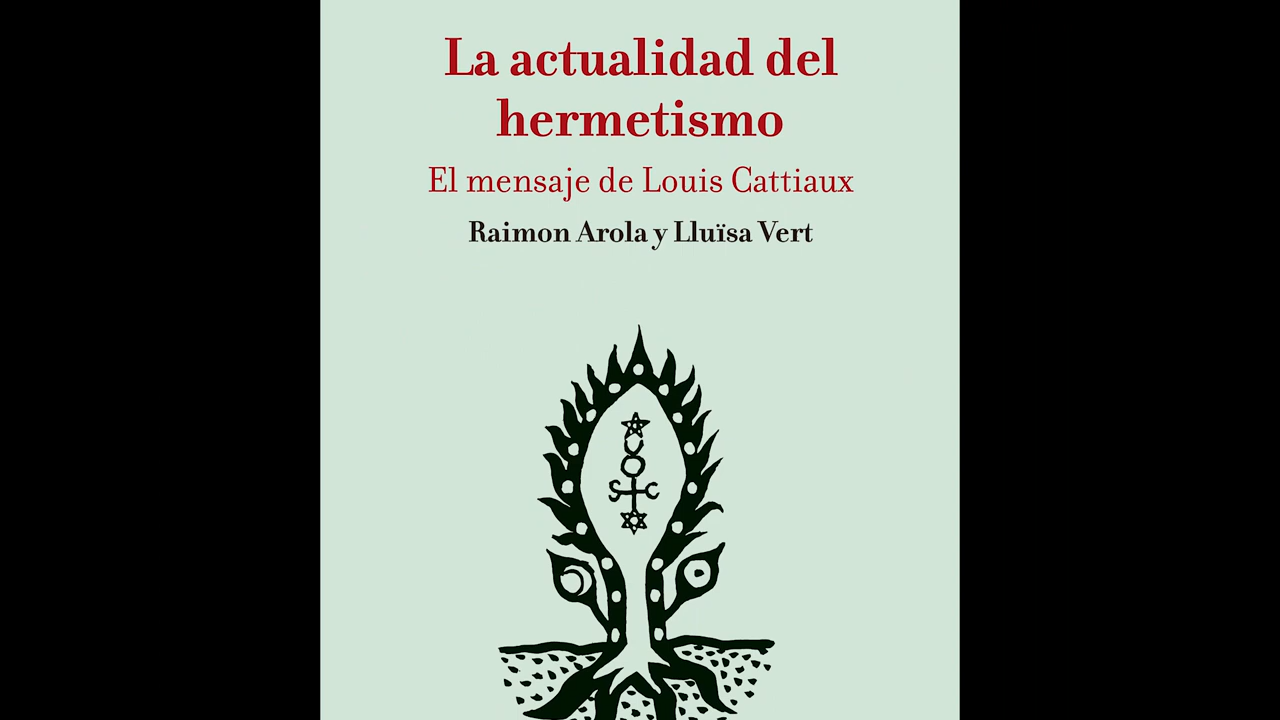 La actualidad del
hermetismo
El mensaje de Louis Cattiaux
Raimon Arola y Lluïsa Vert
S C